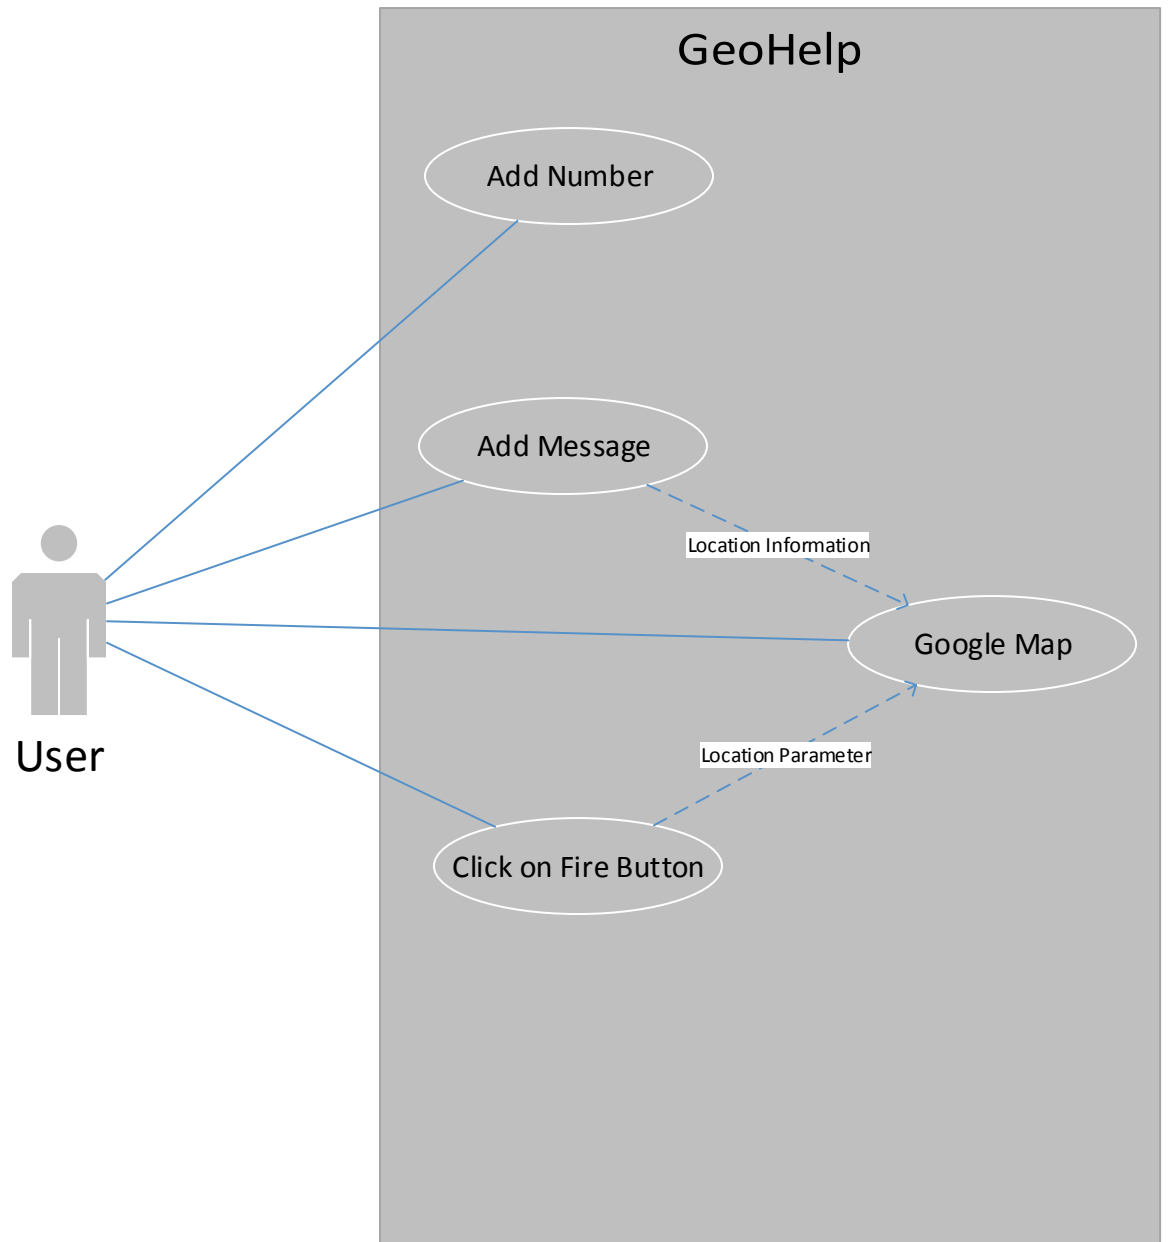 GeoHelp
Add Number
Add Message
Location Information
Google Map
User
Location Parameter
Click on Fire Button